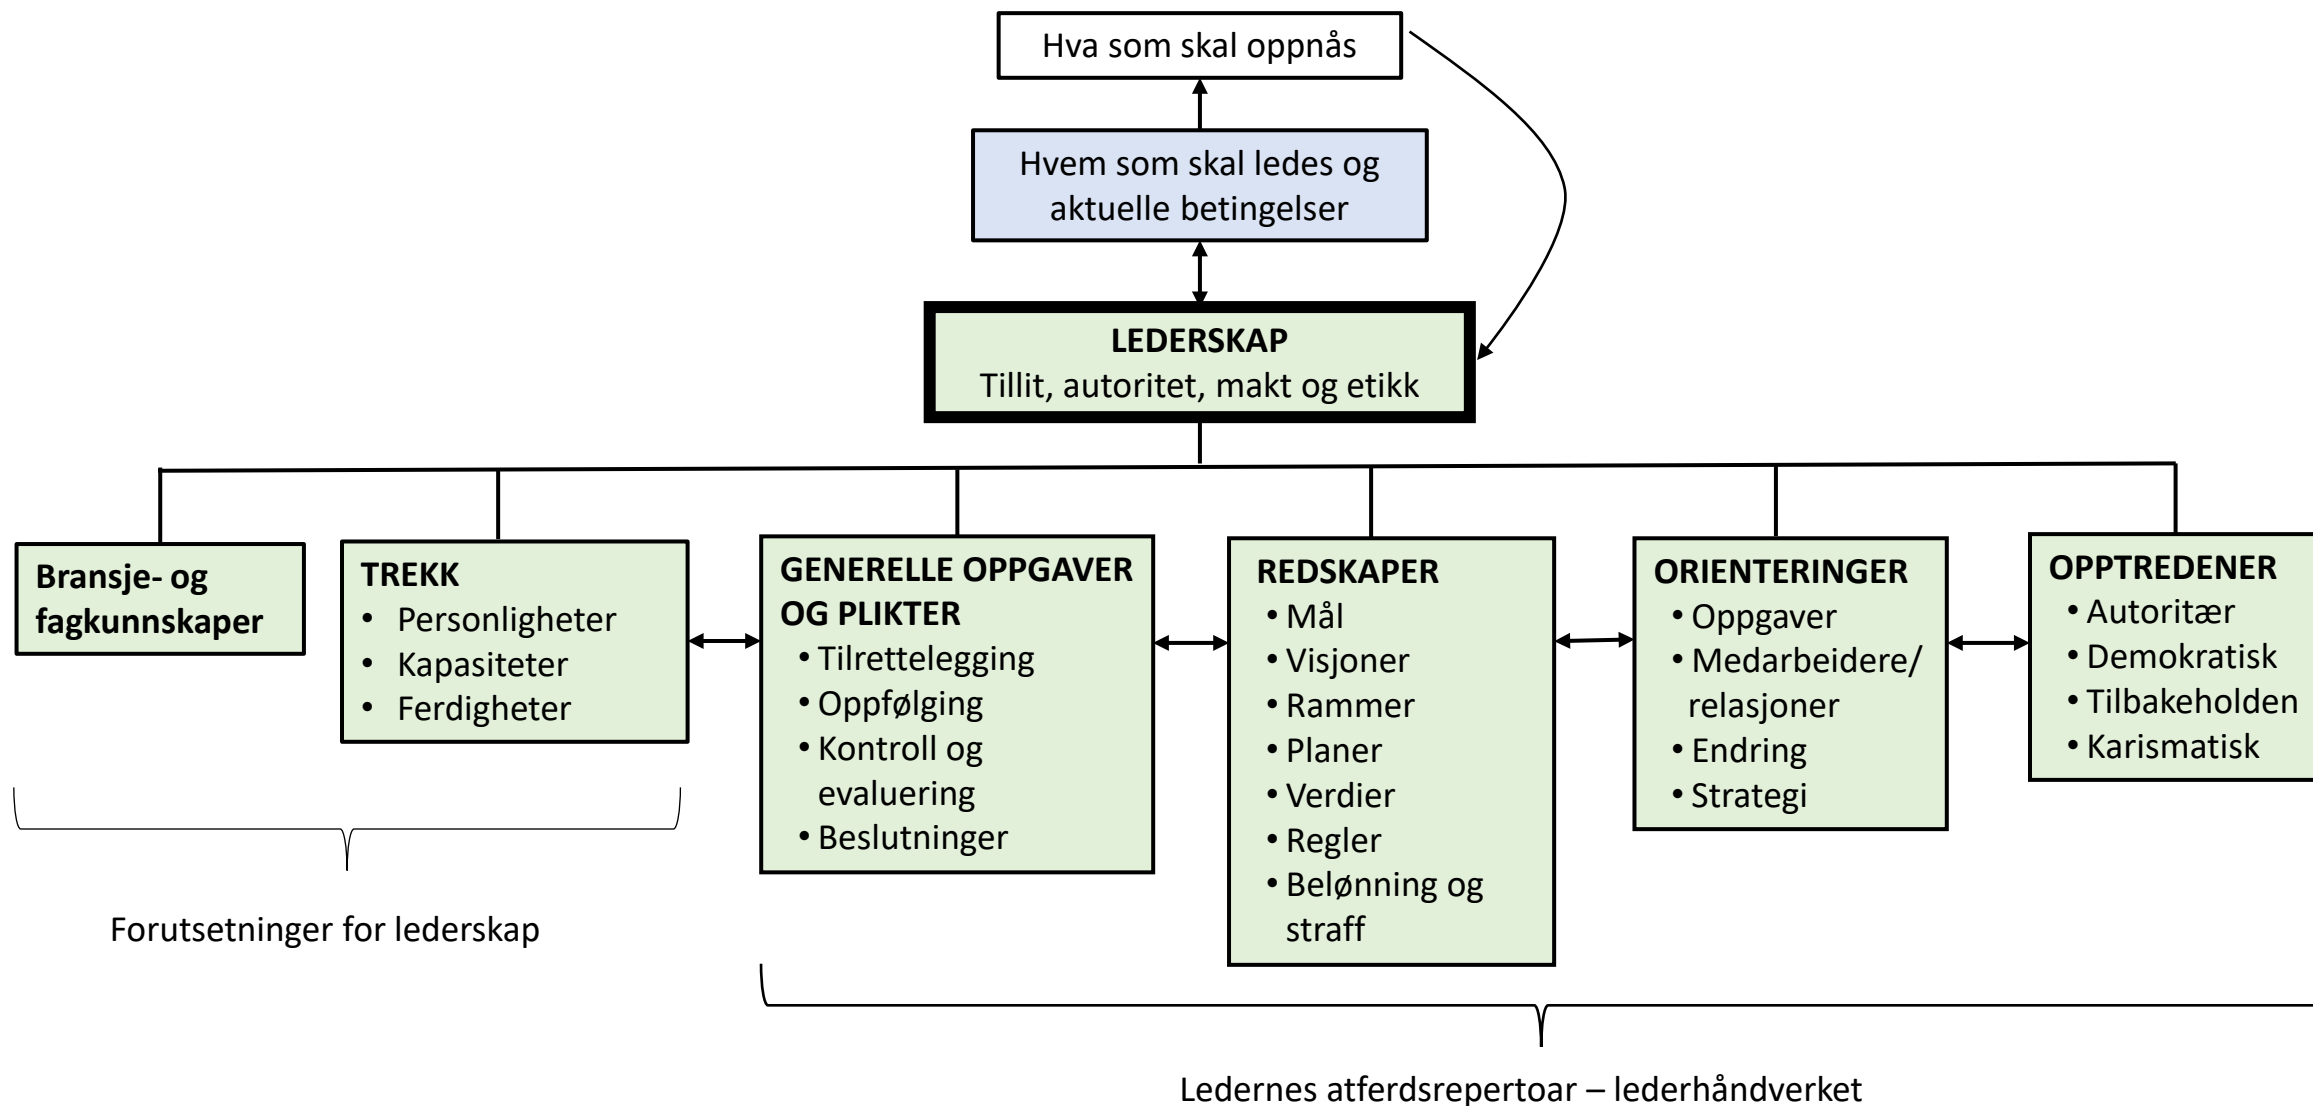 Hva som skal oppnås
Hvem som skal ledes og
aktuelle betingelser
LEDERSKAP
Tillit, autoritet, makt og etikk
Bransje- og
fagkunnskaper
TREKK
• Personligheter
• Kapasiteter
• Ferdigheter
GENERELLE OPPGAVER
OG PLIKTER
• Tilrettelegging
• Oppfølging
• Kontroll og
evaluering
• Beslutninger
REDSKAPER
• Mål
• Visjoner
• Rammer
• Planer
• Verdier
• Regler
• Belønning og
straff
ORIENTERINGER
• Oppgaver
• Medarbeidere/
relasjoner
• Endring
• Strategi
OPPTREDENER
• Autoritær
• Demokratisk
• Tilbakeholden
• Karismatisk
Forutsetninger for lederskap
Ledernes atferdsrepertoar – lederhåndverket